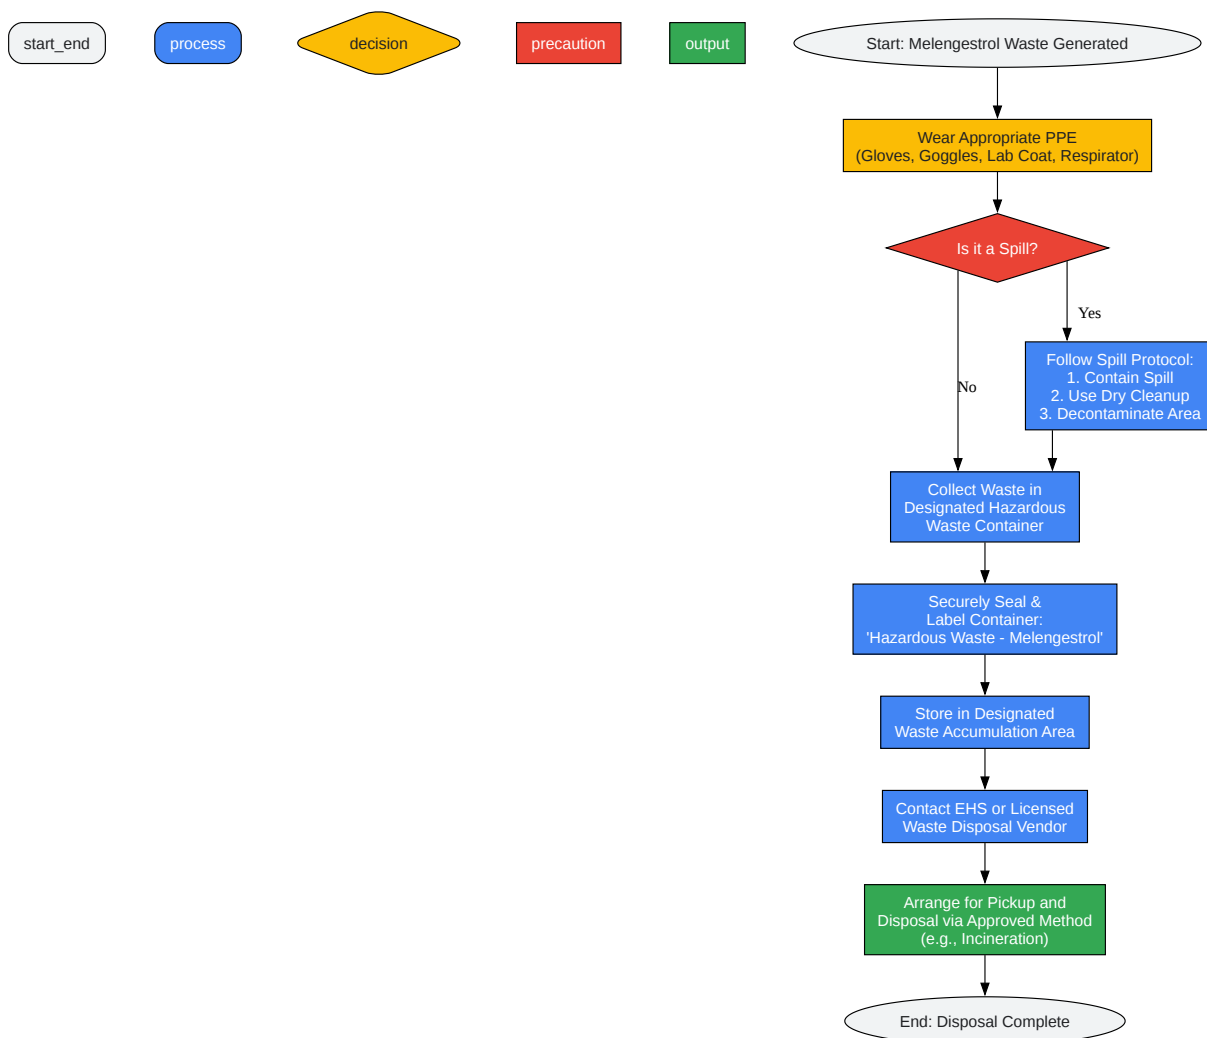 start_end
process
decision
precaution
output
Start: Melengestrol Waste Generated
Wear Appropriate PPE
(Gloves, Goggles, Lab Coat, Respirator)
Is it a Spill?
Yes
Follow Spill Protocol:
1. Contain Spill
2. Use Dry Cleanup
3. Decontaminate Area
No
Collect Waste in
Designated Hazardous
Waste Container
Securely Seal &
Label Container:
'Hazardous Waste - Melengestrol'
Store in Designated
Waste Accumulation Area
Contact EHS or Licensed
Waste Disposal Vendor
Arrange for Pickup and
Disposal via Approved Method
(e.g., Incineration)
End: Disposal Complete